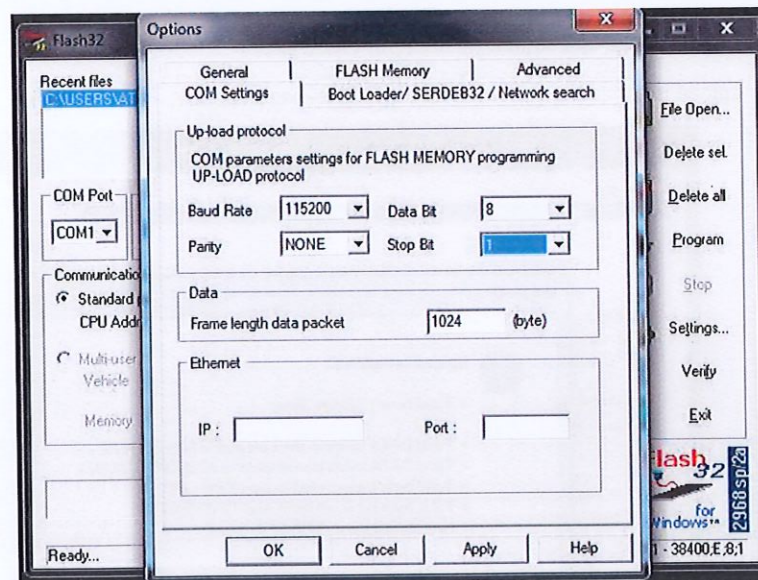 Flash32
Options
X
X
Recent files
C:\USERS\AT
General
FLASH Memory
Advanced
COM Settings
Boot Loader/ SERDEB32 / Network search
File Open...
Delete sel.
Delete all
Program
Stop
Settings...
Verify
Exit
COM Port
COM1
Communicatio
Standard
CPU Addr
Multi-user
Vehicle
Memory
Up-load protocol
COM parameters settings for FLASH MEMORY programming
UP-LOAD protocol
Baud Rate 115200 Data Bit 8
Parity NONE Stop Bit 1
Data
Frame length data packet 1024 (byte)
Ethernet
IP : Port :
OK Cancel Apply Help
Flash
32
for
Windows™
2968 sp/2a
Ready...
1 - 38400;E;8;1